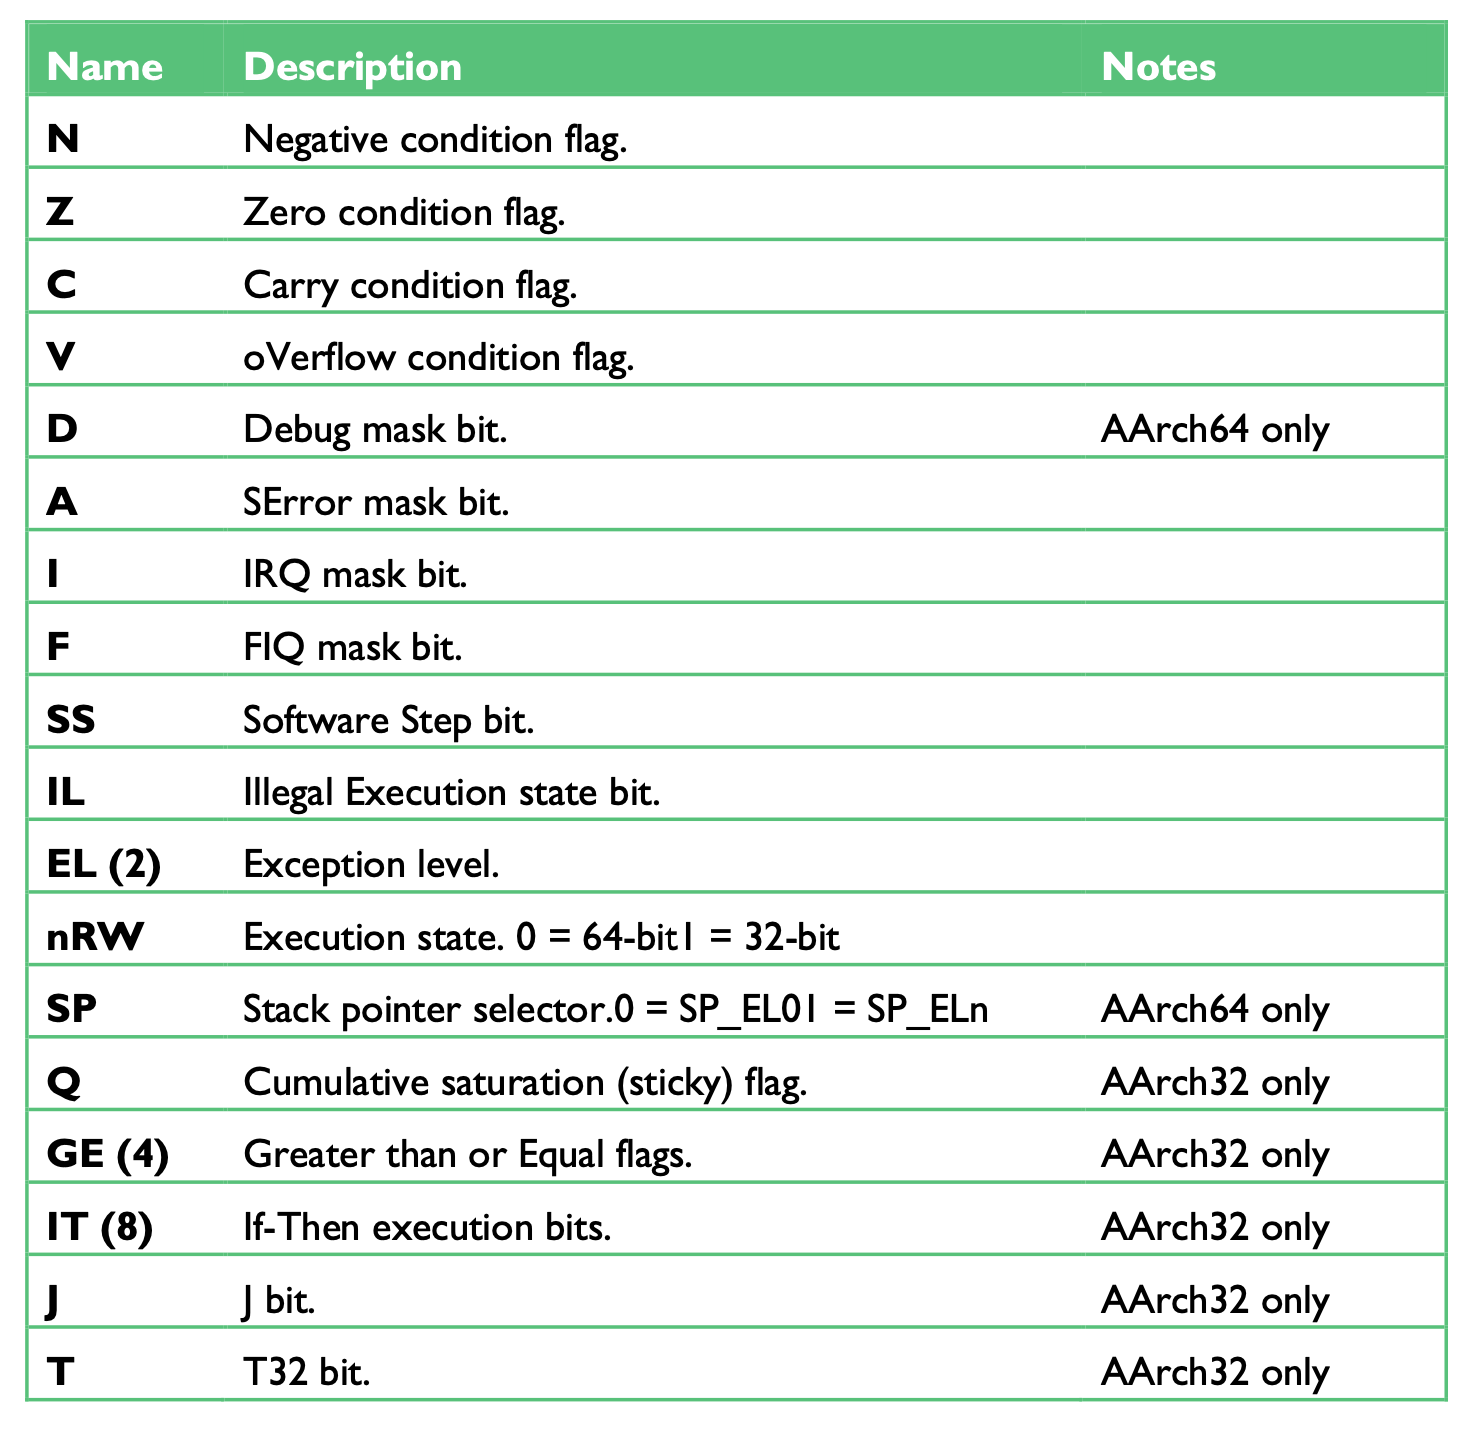 Name Description Notes
N Negative condition flag.
Z Zero condition flag.
C Carry condition flag.
V oVerflow condition flag.
D Debug mask bit. AArch64 only
A SError mask bit.
I IRQ mask bit.
F FIQ mask bit.
SS Software Step bit.
IL Illegal Execution state bit.
EL (2) Exception level.
nRW Execution state. 0 = 64-bit1 = 32-bit
SP Stack pointer selector.0 = SP_EL01 = SP_ELn AArch64 only
Q Cumulative saturation (sticky) flag. AArch32 only
GE (4) Greater than or Equal flags. AArch32 only
IT (8) If-Then execution bits. AArch32 only
J J bit. AArch32 only
T T32 bit. AArch32 only